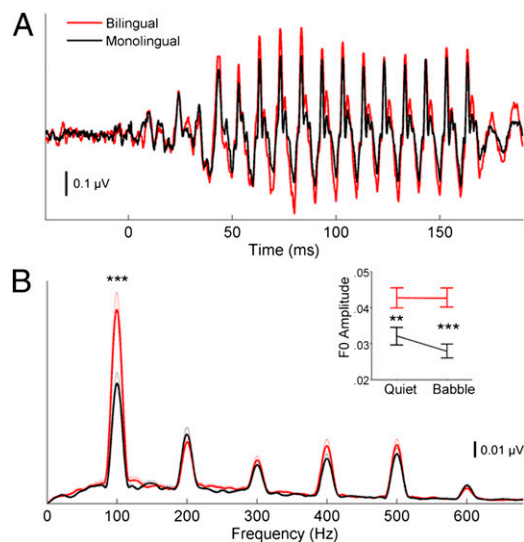 A
Bilingual
Monolingual
0.1 µV
0 50 100 150
Time (ms)
B
***
.05
.04
.03
.02
F0 Amplitude
**
***
Quiet Babble
0.01 µV
0 100 200 300 400 500 600
Frequency (Hz)